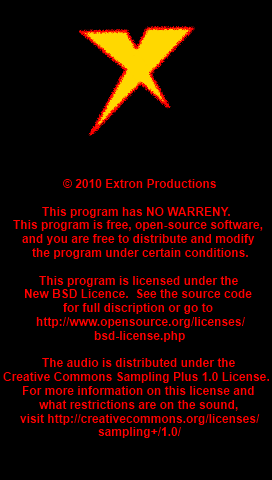 © 2010 Extron Productions
This program has NO WARRENY.
This program is free, open-source software,
and you are free to distribute and modify
the program under certain conditions.
This program is licensed under the
New BSD Licence. See the source code
for full discription or go to
http://www.opensource.org/licenses/
bsd-license.php
The audio is distributed under the
Creative Commons Sampling Plus 1.0 License.
For more information on this license and
what restrictions are on the sound,
visit http://creativecommons.org/licenses/
sampling+/1.0/